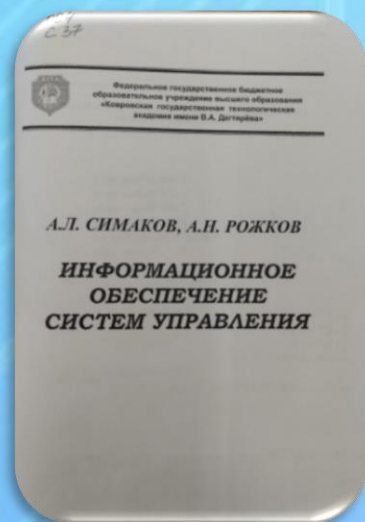 С 37
Федеральное государственное бюджетное
образовательное учреждение высшего образования
«Ковровская государственная технологическая
академия имени В.А. Дегтярёва»
А.Л. СИМАКОВ, А.Н. РОЖКОВ
ИНФОРМАЦИОННОЕ
ОБЕСПЕЧЕНИЕ
СИСТЕМ УПРАВЛЕНИЯ